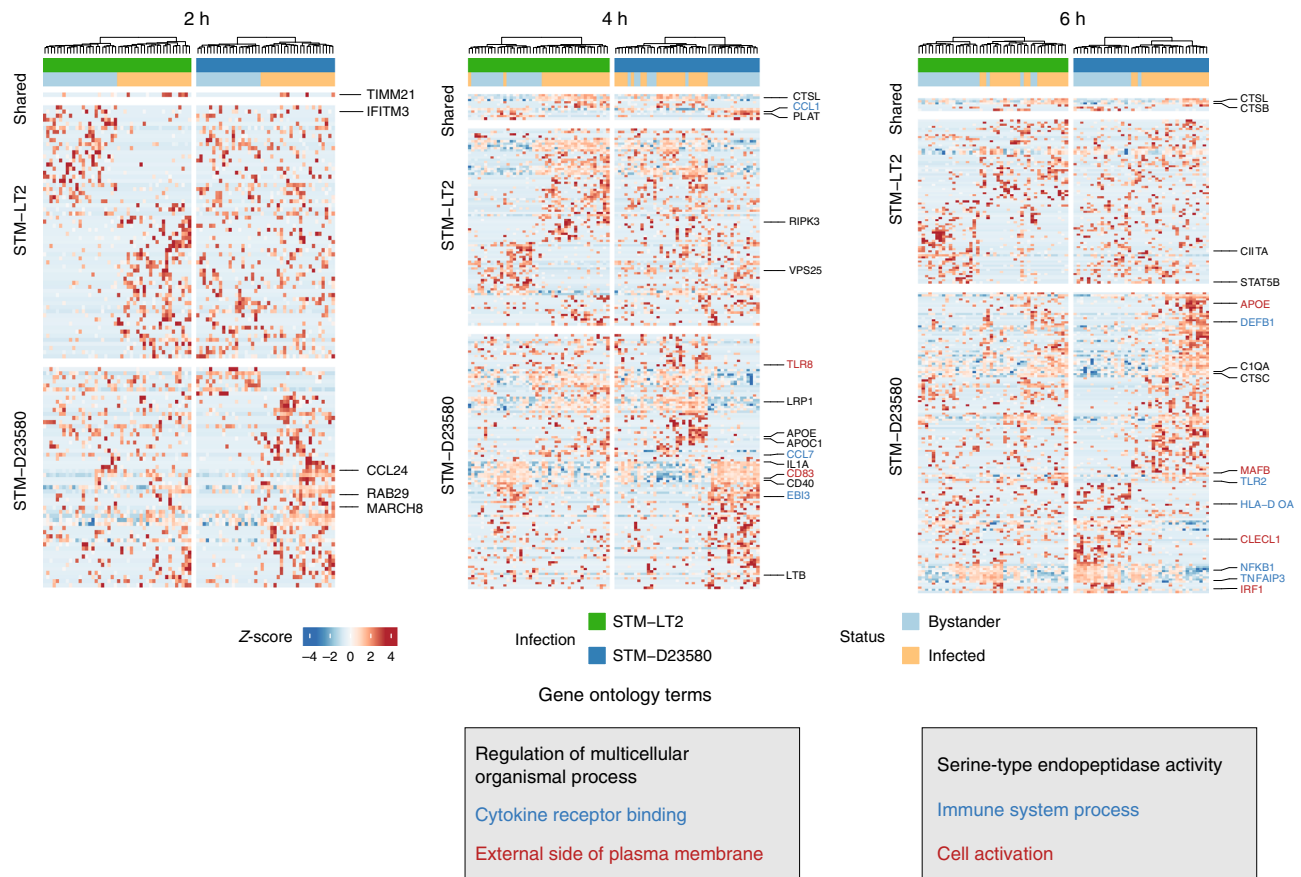 2 h
4 h
6 h
Shared
STM–LT2
STM–D23580
TIMM21
IFITM3
CCL24
RAB29
MARCH8
Shared
STM–LT2
STM–D23580
CTSL
CCL1
PLAT
RIPK3
VPS25
TLR8
LRP1
APOE
APOC1
CCL7
IL1A
CD83
CD40
EBI3
LTB
Shared
STM–LT2
STM–D23580
CTSL
CTSB
CIITA
STAT5B
APOE
DEFB1
C1QA
CTSC
MAFB
TLR2
HLA–D OA
CLECL1
NFKB1
TNFAIP3
IRF1
Z-score
–4 –2 0 2 4
Infection
STM–LT2
STM–D23580
Status
Bystander
Infected
Gene ontology terms
Regulation of multicellular
organismal process
Cytokine receptor binding
External side of plasma membrane
Serine-type endopeptidase activity
Immune system process
Cell activation